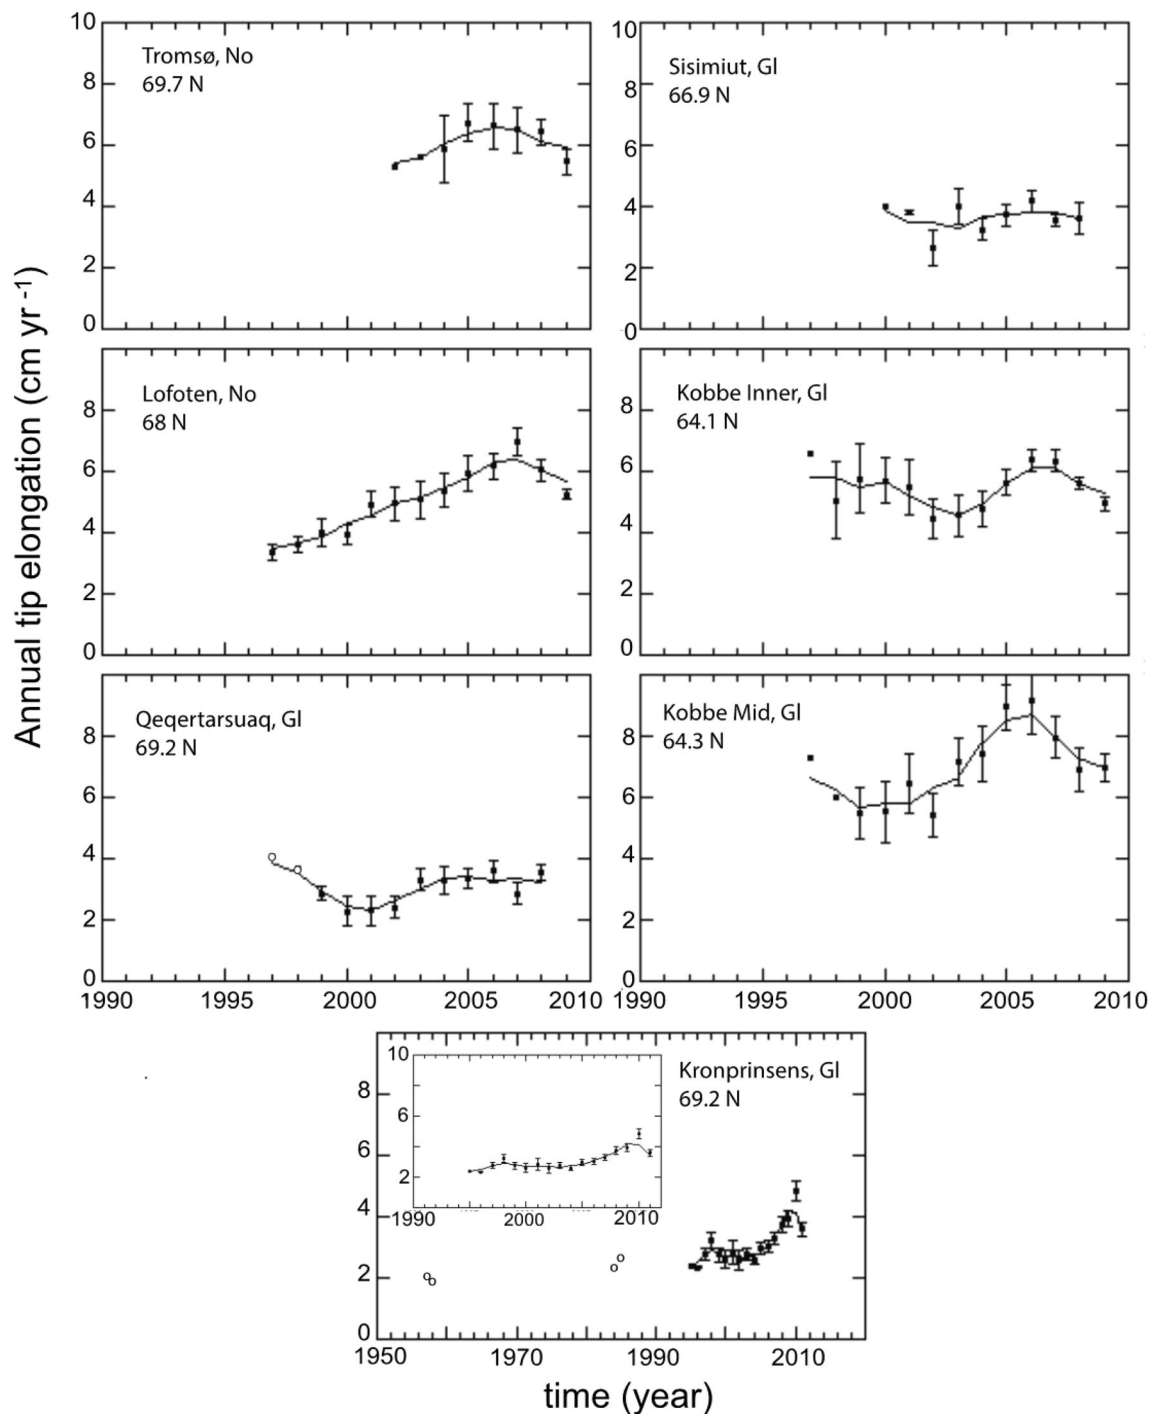 Annual tip elongation (cm yr -1)
10
8
6
4
2
0
Tromsø, No
69.7 N
10
8
6
4
2
0
Sisimiut, Gl
66.9 N
8
6
4
2
0
Lofoten, No
68 N
8
6
4
2
0
Kobbe Inner, Gl
64.1 N
8
6
4
2
0
Qeqertarsuaq, Gl
69.2 N
1990 1995 2000 2005 2010
8
6
4
2
0
Kobbe Mid, Gl
64.3 N
1990 1995 2000 2005 2010
8
6
4
2
0
10
6
2
1990 2000 2010
Kronprinsens, Gl
69.2 N
1950 1970 1990 2010
time (year)